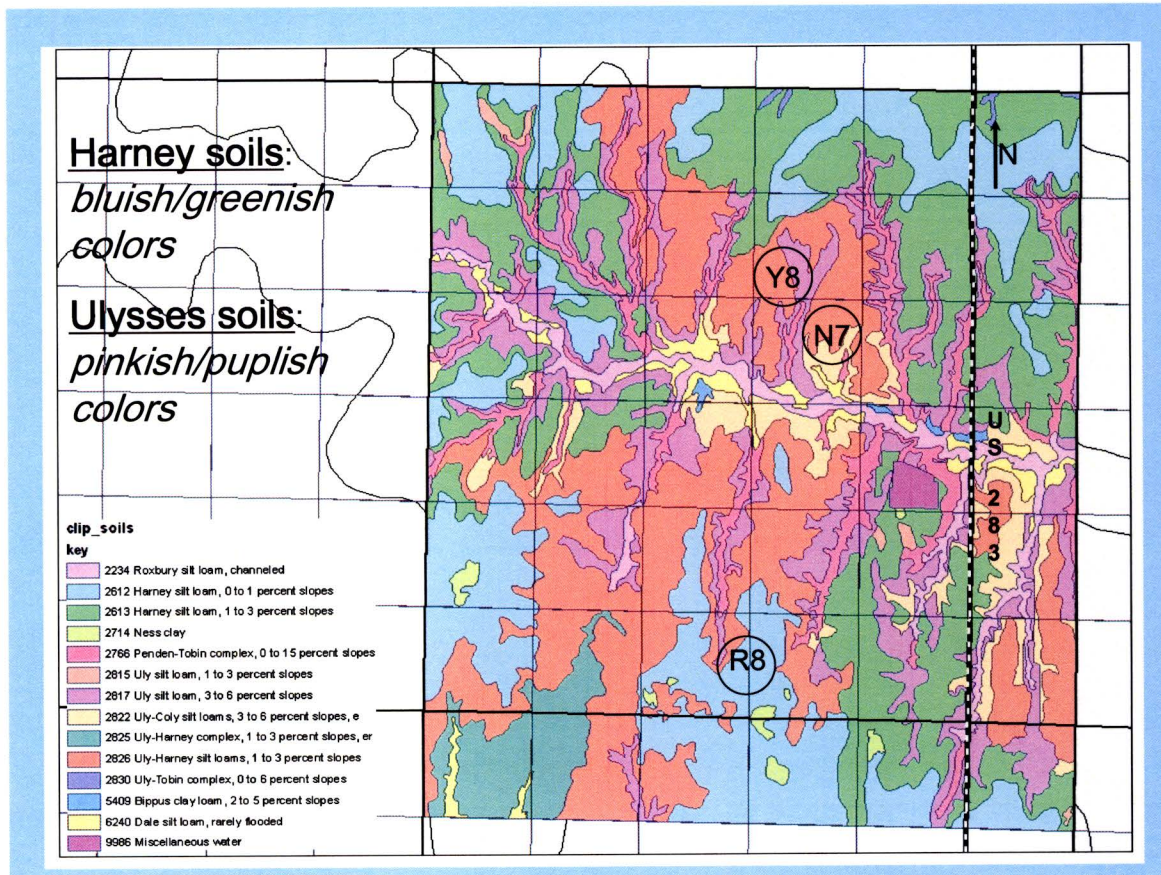 Harney soils:
bluish/greenish
colors
Ulysses soils:
pinkish/puplish
colors
N
Y8
N7
US 283
R8
clip_soils
key
2234 Roxbury silt loam, channeled
2612 Harney silt loam, 0 to 1 percent slopes
2613 Harney silt loam, 1 to 3 percent slopes
2714 Ness clay
2766 Penden-Tobin complex, 0 to 15 percent slopes
2815 Uly silt loam, 1 to 3 percent slopes
2817 Uly silt loam, 3 to 6 percent slopes
2822 Uly-Coly silt loams, 3 to 6 percent slopes, e
2825 Uly-Harney complex, 1 to 3 percent slopes, er
2826 Uly-Harney silt loams, 1 to 3 percent slopes
2830 Uly-Tobin complex, 0 to 6 percent slopes
5409 Bippus clay loam, 2 to 5 percent slopes
6240 Dale silt loam, rarely flooded
9986 Miscellaneous water